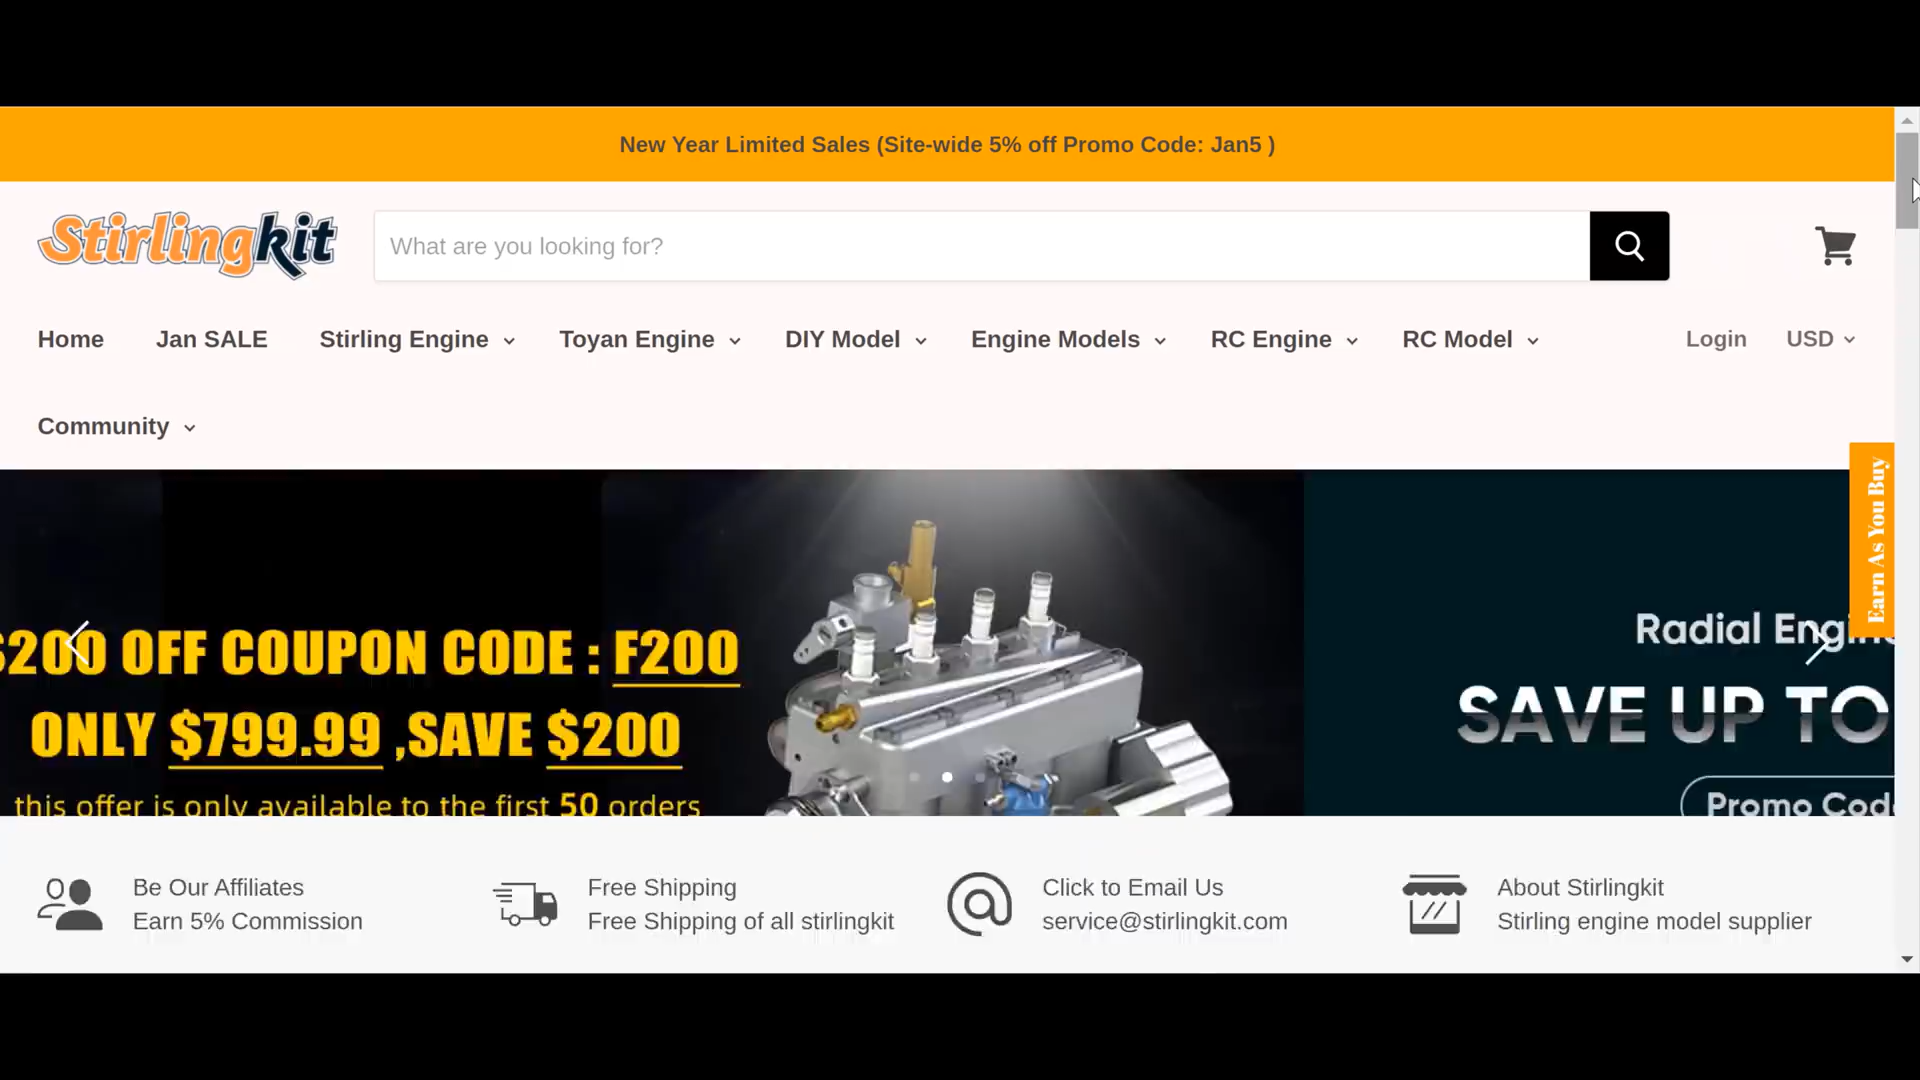 New Year Limited Sales (Site-wide 5% off Promo Code: Jan5 )
Stirlingkit
What are you looking for?
Home
Jan SALE
Stirling Engine
Toyan Engine
DIY Model
Engine Models
RC Engine
RC Model
Login
USD
Community
Earn As You Buy
$200 OFF COUPON CODE : F200
ONLY $799.99 ,SAVE $200
this offer is only available to the first 50 orders
Radial Engine
SAVE UP TO
Promo Code
Be Our Affiliates
Earn 5% Commission
Free Shipping
Free Shipping of all stirlingkit
Click to Email Us
service@stirlingkit.com
About Stirlingkit
Stirling engine model supplier